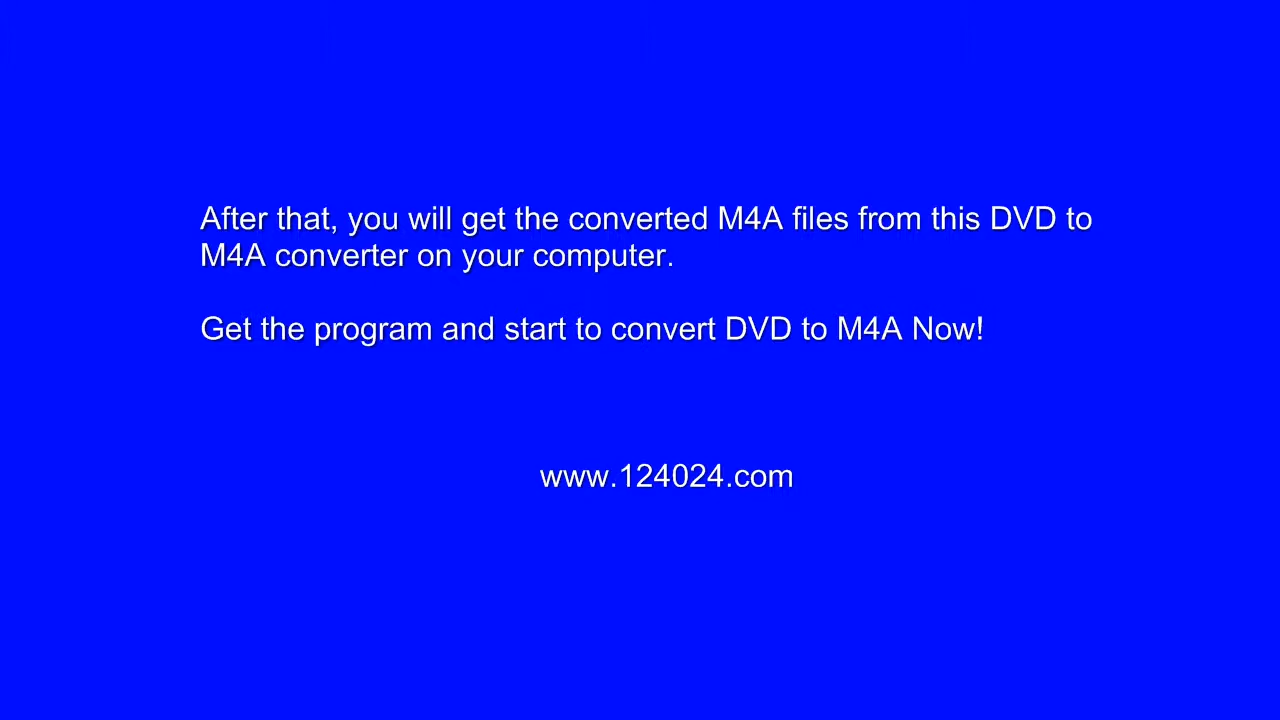 After that, you will get the converted M4A files from this DVD to
M4A converter on your computer.
Get the program and start to convert DVD to M4A Now!
www.124024.com